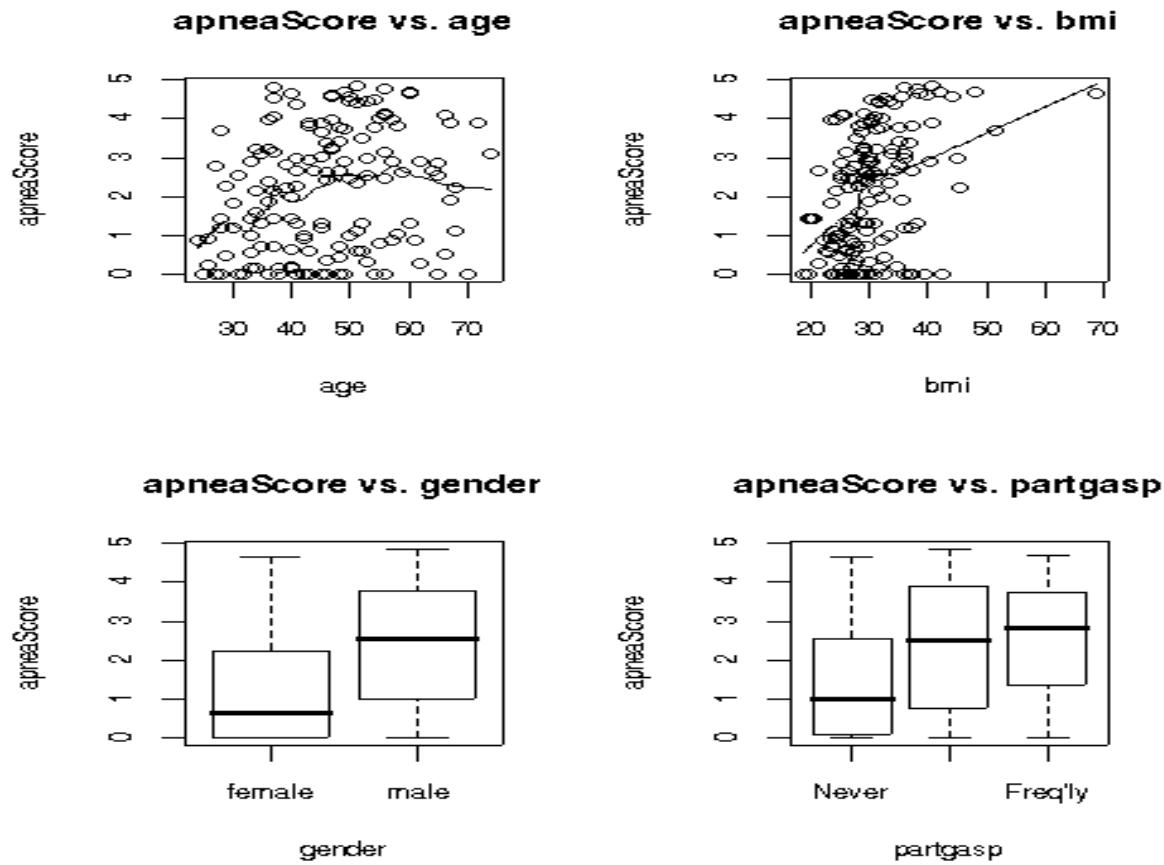 apneaScore vs. age
apneaScore
0 1 2 3 4 5
30 40 50 60 70
age
apneaScore vs. bmi
apneaScore
0 1 2 3 4 5
20 30 40 50 60 70
bmi
apneaScore vs. gender
apneaScore
0 1 2 3 4 5
female male
gender
apneaScore vs. partgasp
apneaScore
0 1 2 3 4 5
Never Freq'ly
partgasp